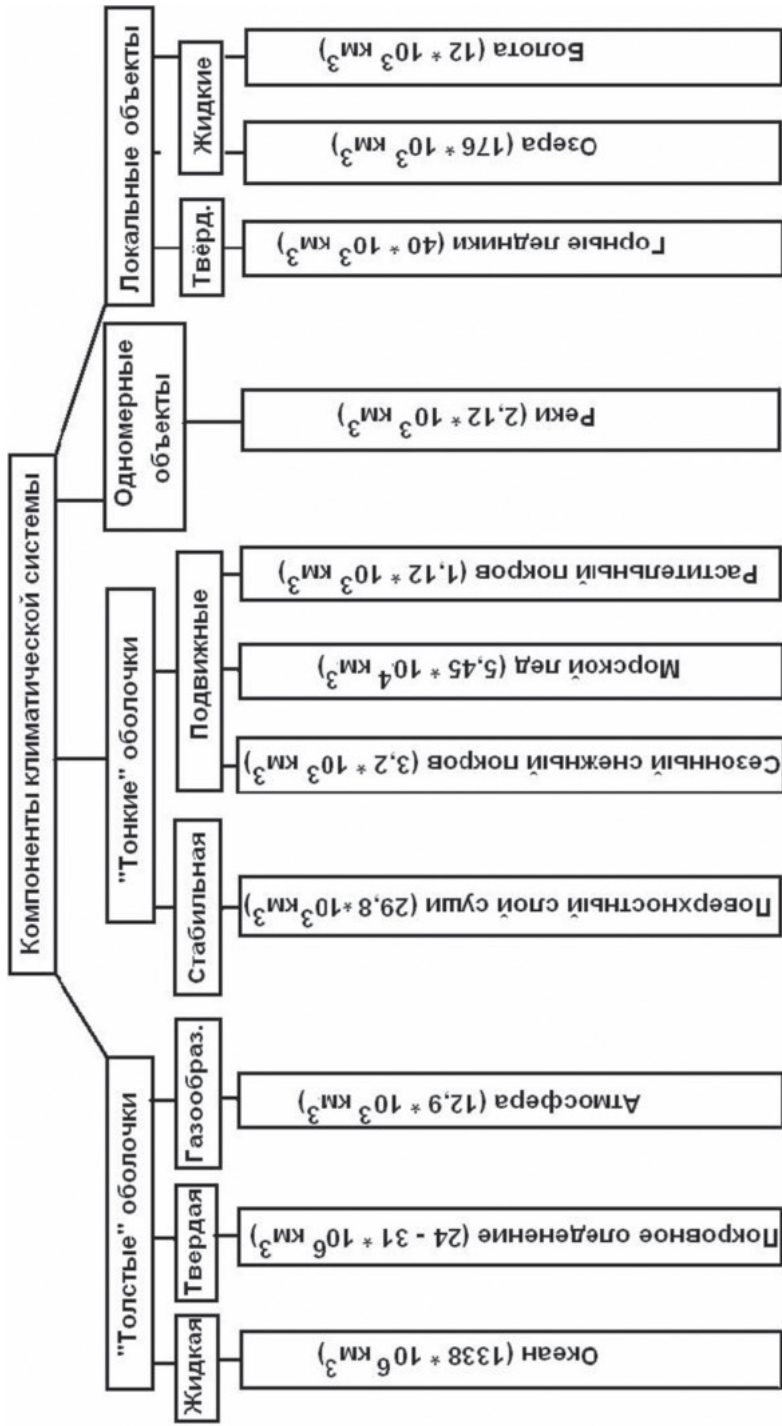 Компоненты климатической системы
"Толстые" оболочки
"Тонкие" оболочки
Одномерные
объекты
Локальные объекты
Жидкая
Твердая
Газообраз.
Стабильная
Подвижные
Твёрд.
Жидкие
Океан (1338 * 10⁶ км³)
Покровное оледенение (24 - 31 * 10⁶ км³)
Атмосфера (12,9 * 10³ км³)
Поверхностный слой суши (29,8 *10³км³)
Сезонный снежный покров (3,2 * 10³ км³)
Морской лед (5,45 * 10⁴ км³)
Растительный покров (1,12 * 10³ км³)
Реки (2,12 * 10³ км³)
Горные ледники (40 * 10³ км³)
Озера (176 * 10³ км³)
Болота (12 * 10³ км³)